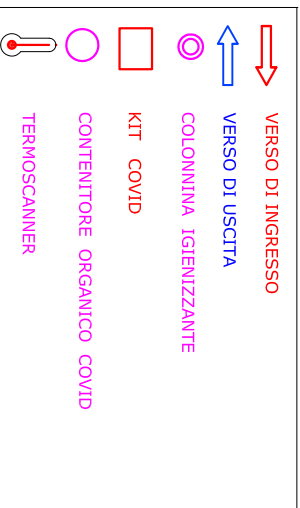 VERSO DI INGRESSO
VERSO DI USCITA
COLONNINA IGIENIZZANTE
KIT COVID
CONTENITORE ORGANICO COVID
TERMOSCANNER